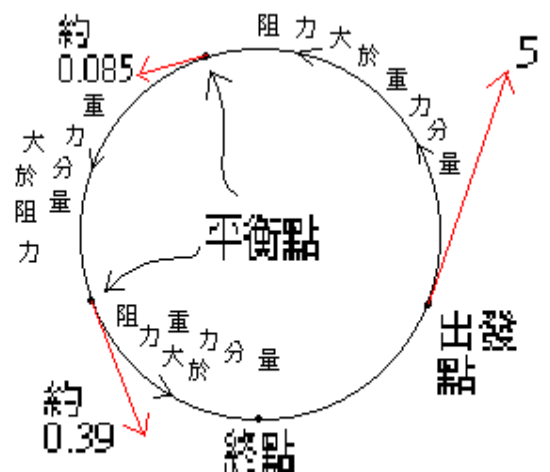 約
0.085
阻力大於重力分量
5
重力分量
大於阻力
平衡點
出發
點
阻力大於
重力分量
約
0.39
終點